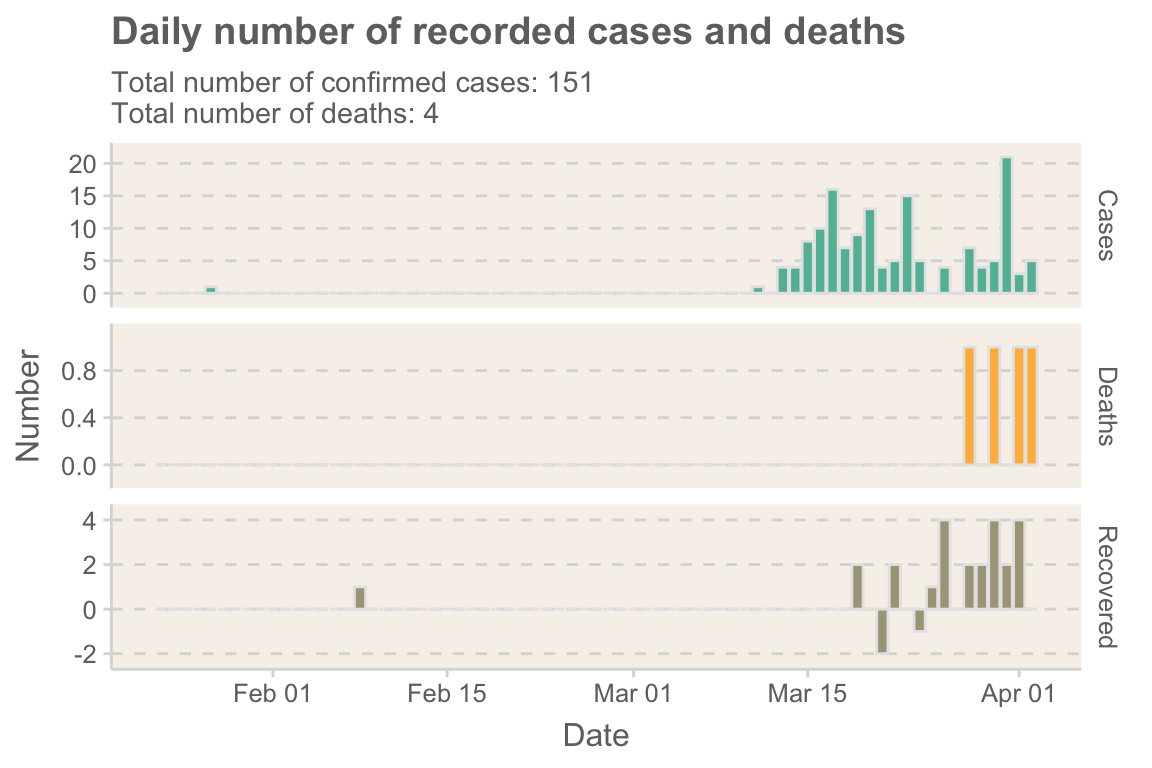 Daily number of recorded cases and deaths
Total number of confirmed cases: 151
Total number of deaths: 4
20
15
10
5
0
Cases
0.8
0.4
0.0
Deaths
4
2
0
-2
Recovered
Number
Feb 01
Feb 15
Mar 01
Mar 15
Apr 01
Date